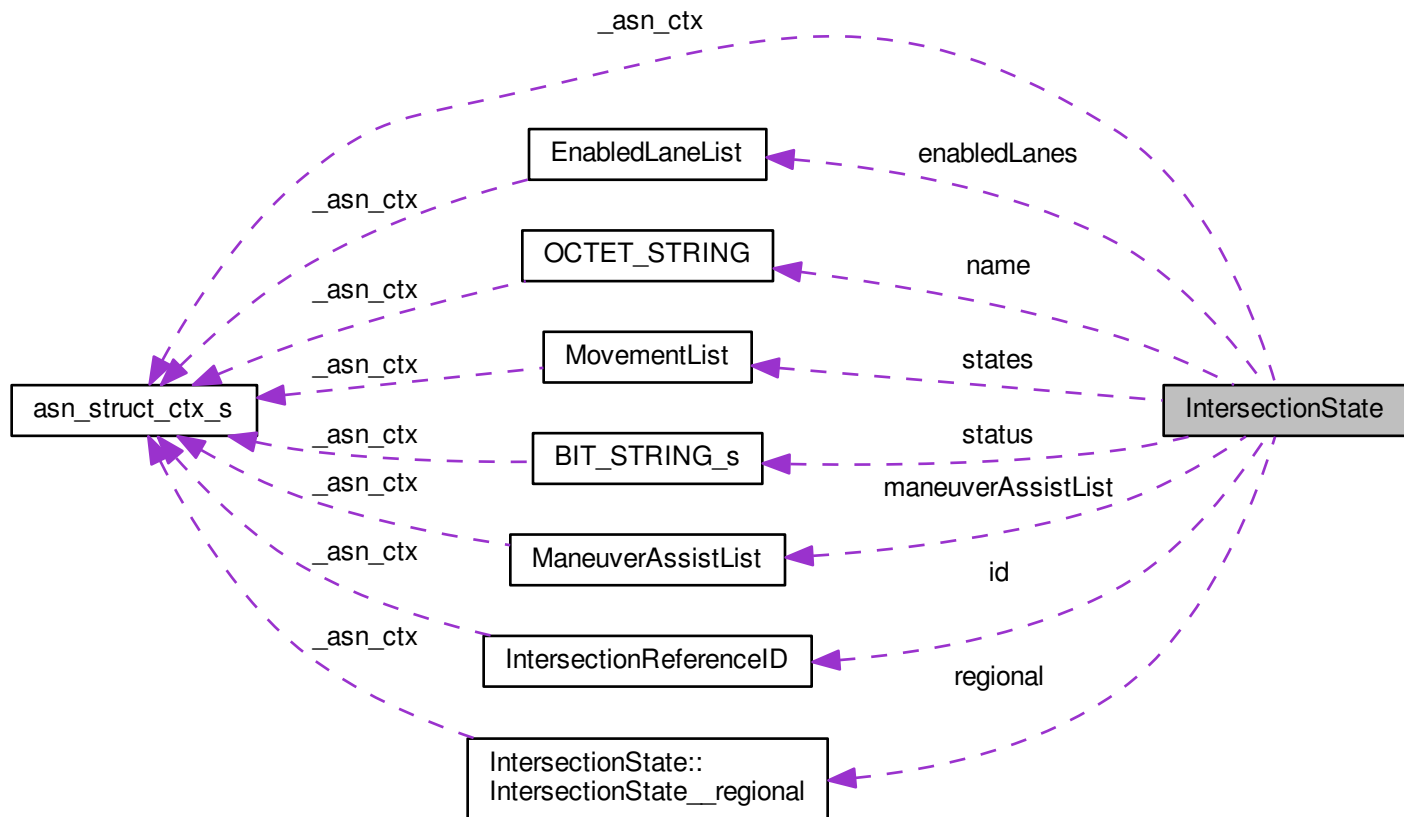 _asn_ctx
EnabledLaneList
enabledLanes
_asn_ctx
OCTET_STRING
name
_asn_ctx
MovementList
states
_asn_ctx
asn_struct_ctx_s
IntersectionState
BIT_STRING_s
status
_asn_ctx
maneuverAssistList
_asn_ctx
ManeuverAssistList
_asn_ctx
id
IntersectionReferenceID
_asn_ctx
regional
IntersectionState::
IntersectionState__regional